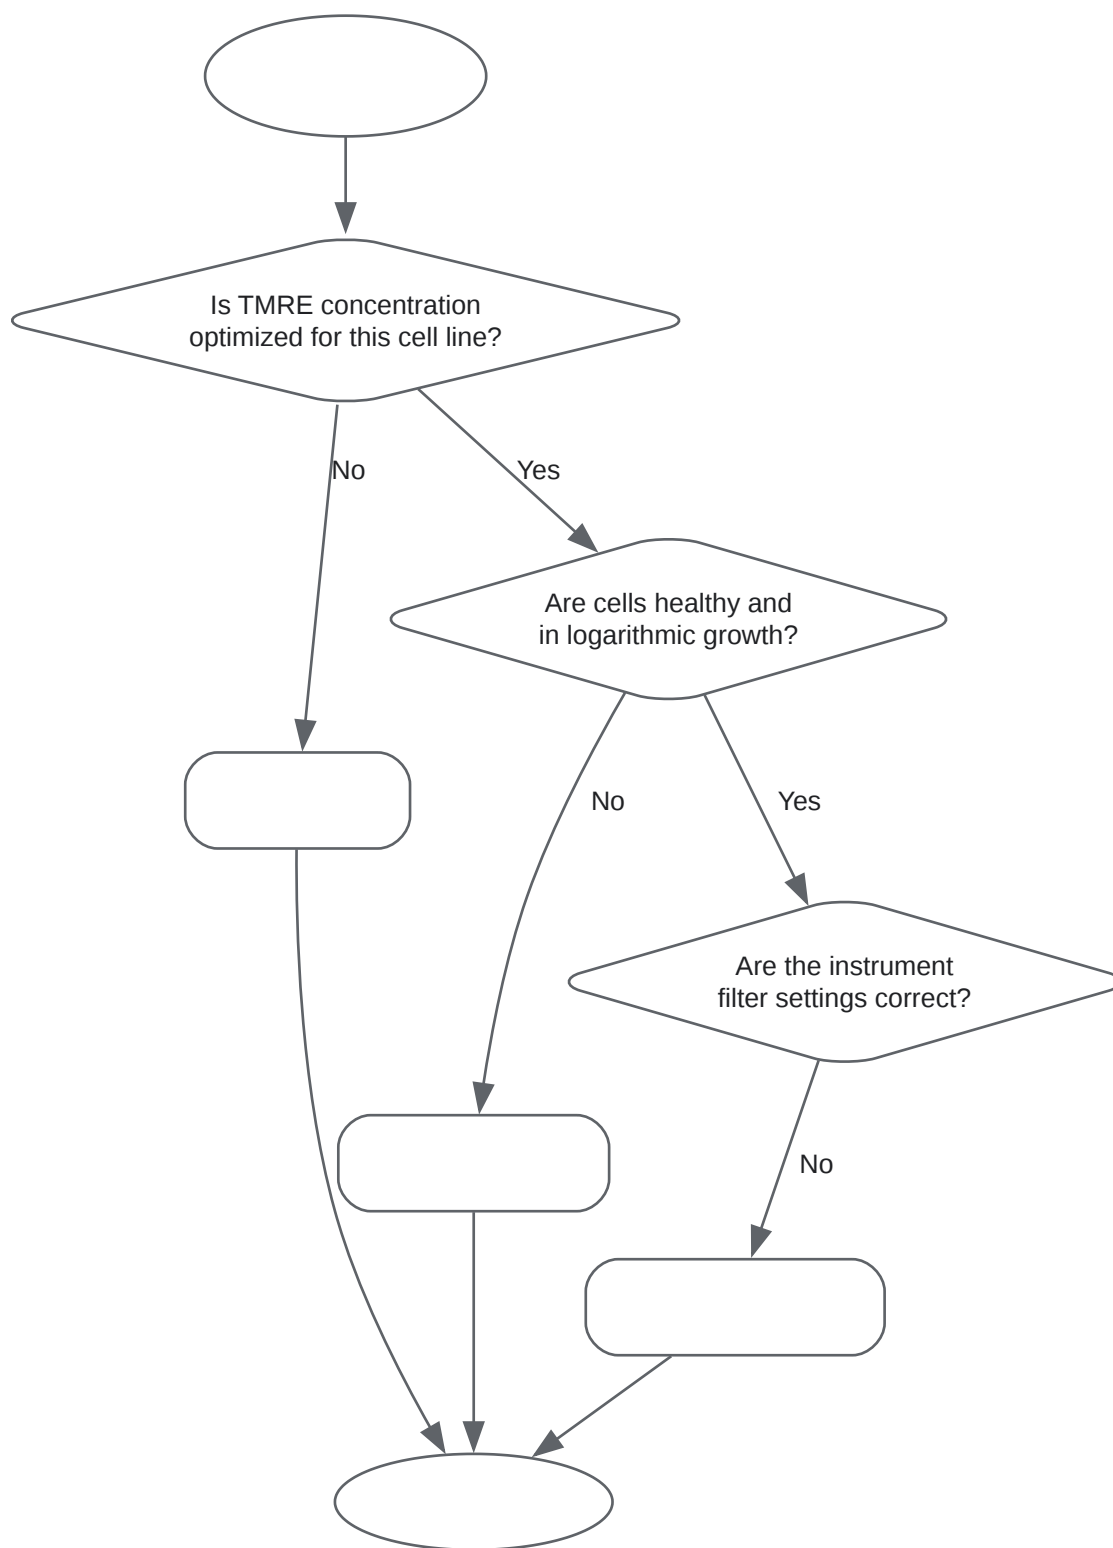 Is TMRE concentration
optimized for this cell line?
No
Yes
Are cells healthy and
in logarithmic growth?
No
Yes
Are the instrument
filter settings correct?
No